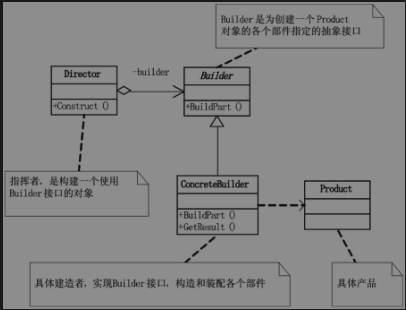 Builder是为创建一个Product
对象的各个部件指定的抽象接口
Director
-builder
Builder
+Construct ()
+BuildPart ()
指挥者，是构建一个使用
Builder接口的对象
ConcreteBuilder
Product
+BuildPart ()
+GetResult ()
具体建造者，实现Builder接口，构造和装配各个部件
具体产品